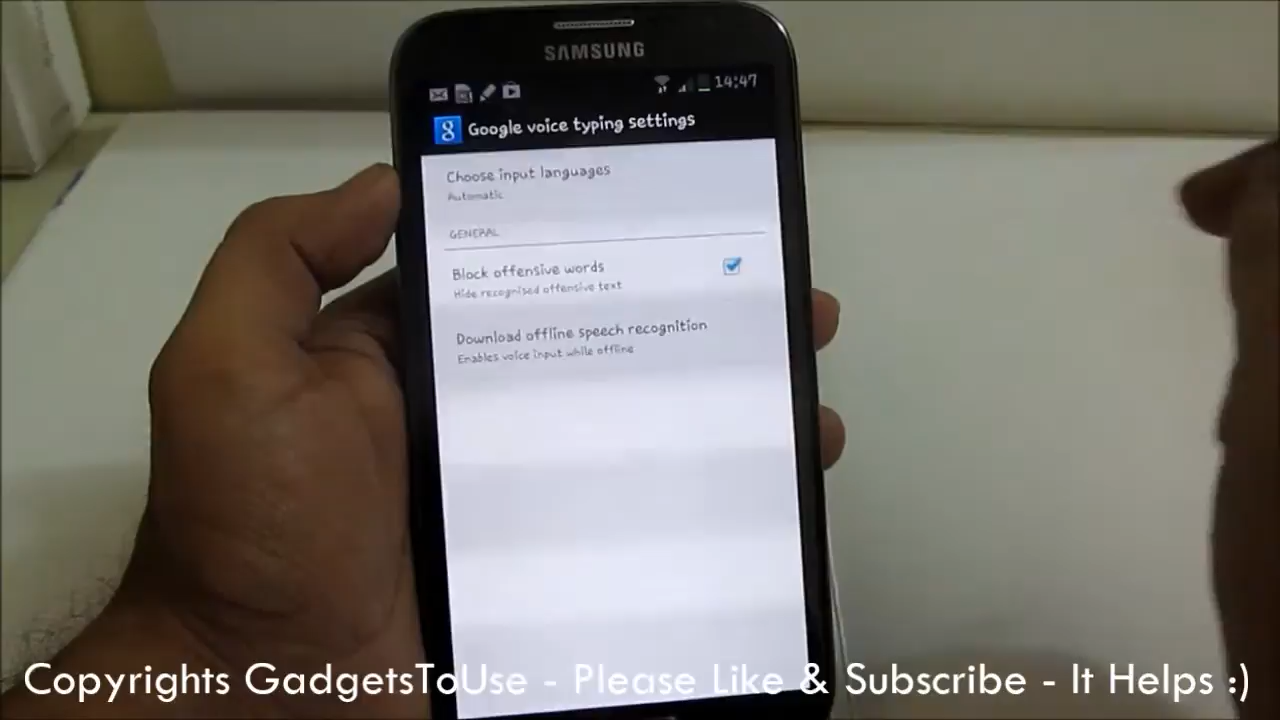 SAMSUNG
14:47
8 Google voice typing settings
Choose input languages
Automatic
GENERAL
Block offensive words
Hide recognised offensive text
Download offline speech recognition
Enables voice input while offline
Copyrights GadgetsToUse - Please Like & Subscribe - It Helps :)